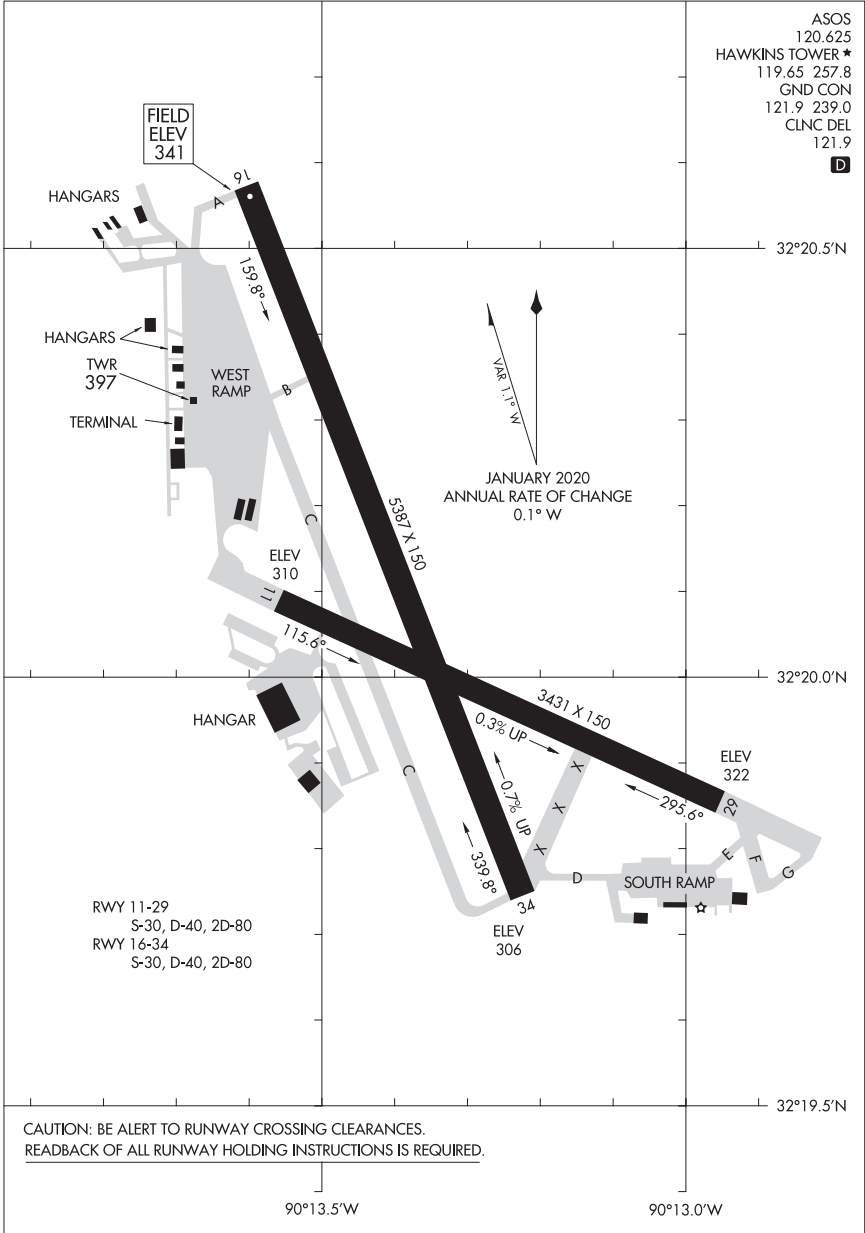 ASOS
120.625
HAWKINS TOWER ★
119.65 257.8
GND CON
121.9 239.0
CLNC DEL
121.9
D
FIELD
ELEV
341
16
A
HANGARS
32°20.5'N
159.8°
HANGARS
TWR
397
WEST
RAMP
B
TERMINAL
VAR 1.1° W
JANUARY 2020
ANNUAL RATE OF CHANGE
0.1° W
5387 X 150
C
ELEV
310
11
115.6°
32°20.0'N
HANGAR
3431 X 150
0.3% UP
X
X
X
C
0.7% UP
339.8°
ELEV
322
29
295.6°
E
F
G
D
SOUTH RAMP
34
ELEV
306
RWY 11-29
S-30, D-40, 2D-80
RWY 16-34
S-30, D-40, 2D-80
32°19.5'N
CAUTION: BE ALERT TO RUNWAY CROSSING CLEARANCES.
READBACK OF ALL RUNWAY HOLDING INSTRUCTIONS IS REQUIRED.
90°13.5'W
90°13.0'W